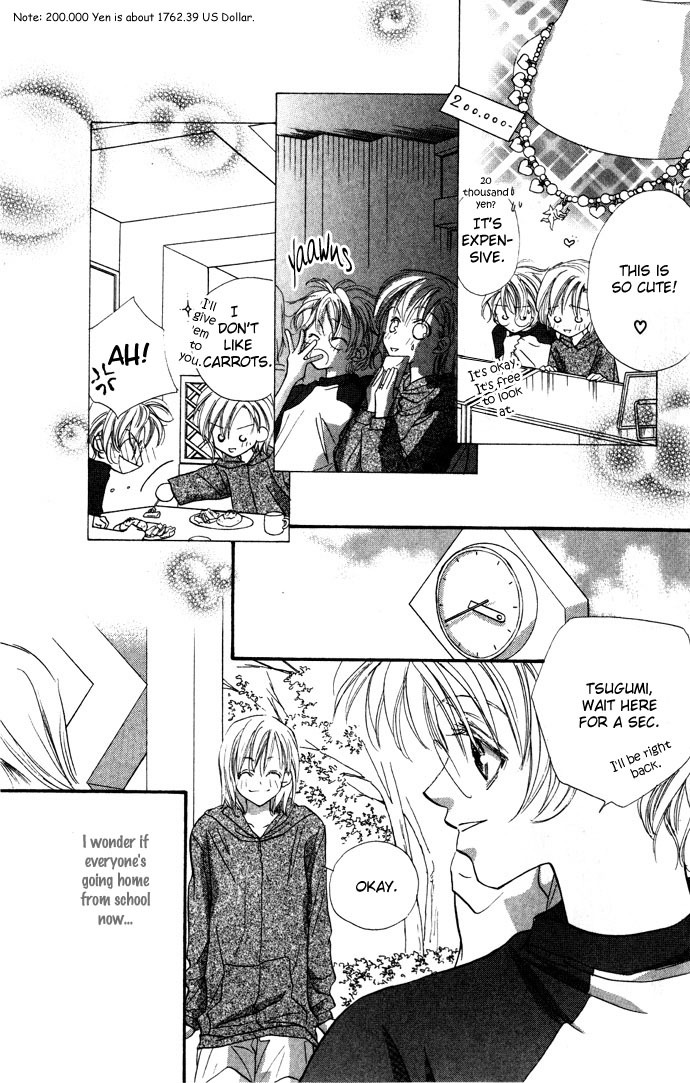 Note: 200.000 Yen is about 1762.39 US Dollar.
200.000-
THIS IS
SO CUTE!
♡
20
thousand
yen?
IT'S
EXPEN-
SIVE.
It's okay.
It's free
to look
at.
yaawns
I
DON'T
LIKE
CARROTS.
I'll
give
'em
to
you.
AH!
TSUGUMI,
WAIT HERE
FOR A SEC.
I'll be right
back.
OKAY.
I wonder if
everyone's
going home
from school
now...